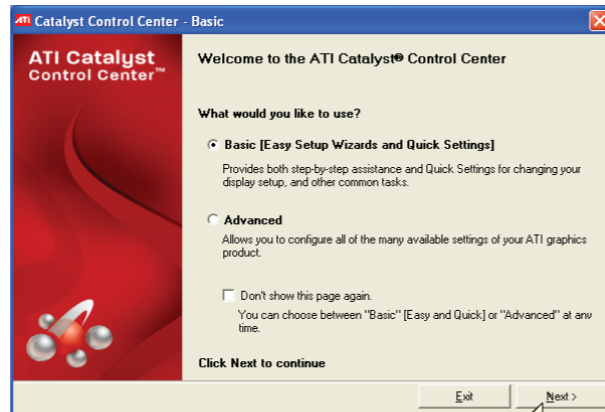 ATI Catalyst Control Center - Basic
ATI Catalyst
Control Center™
Welcome to the ATI Catalyst® Control Center
What would you like to use?
Basic [Easy Setup Wizards and Quick Settings]
Provides both step-by-step assistance and Quick Settings for changing your
display setup, and other common tasks.
Advanced
Allows you to configure all of the many available settings of your ATI graphics
product.
Don't show this page again.
You can choose between "Basic" [Easy and Quick] or "Advanced" at any
time.
Click Next to continue
Exit
Next >